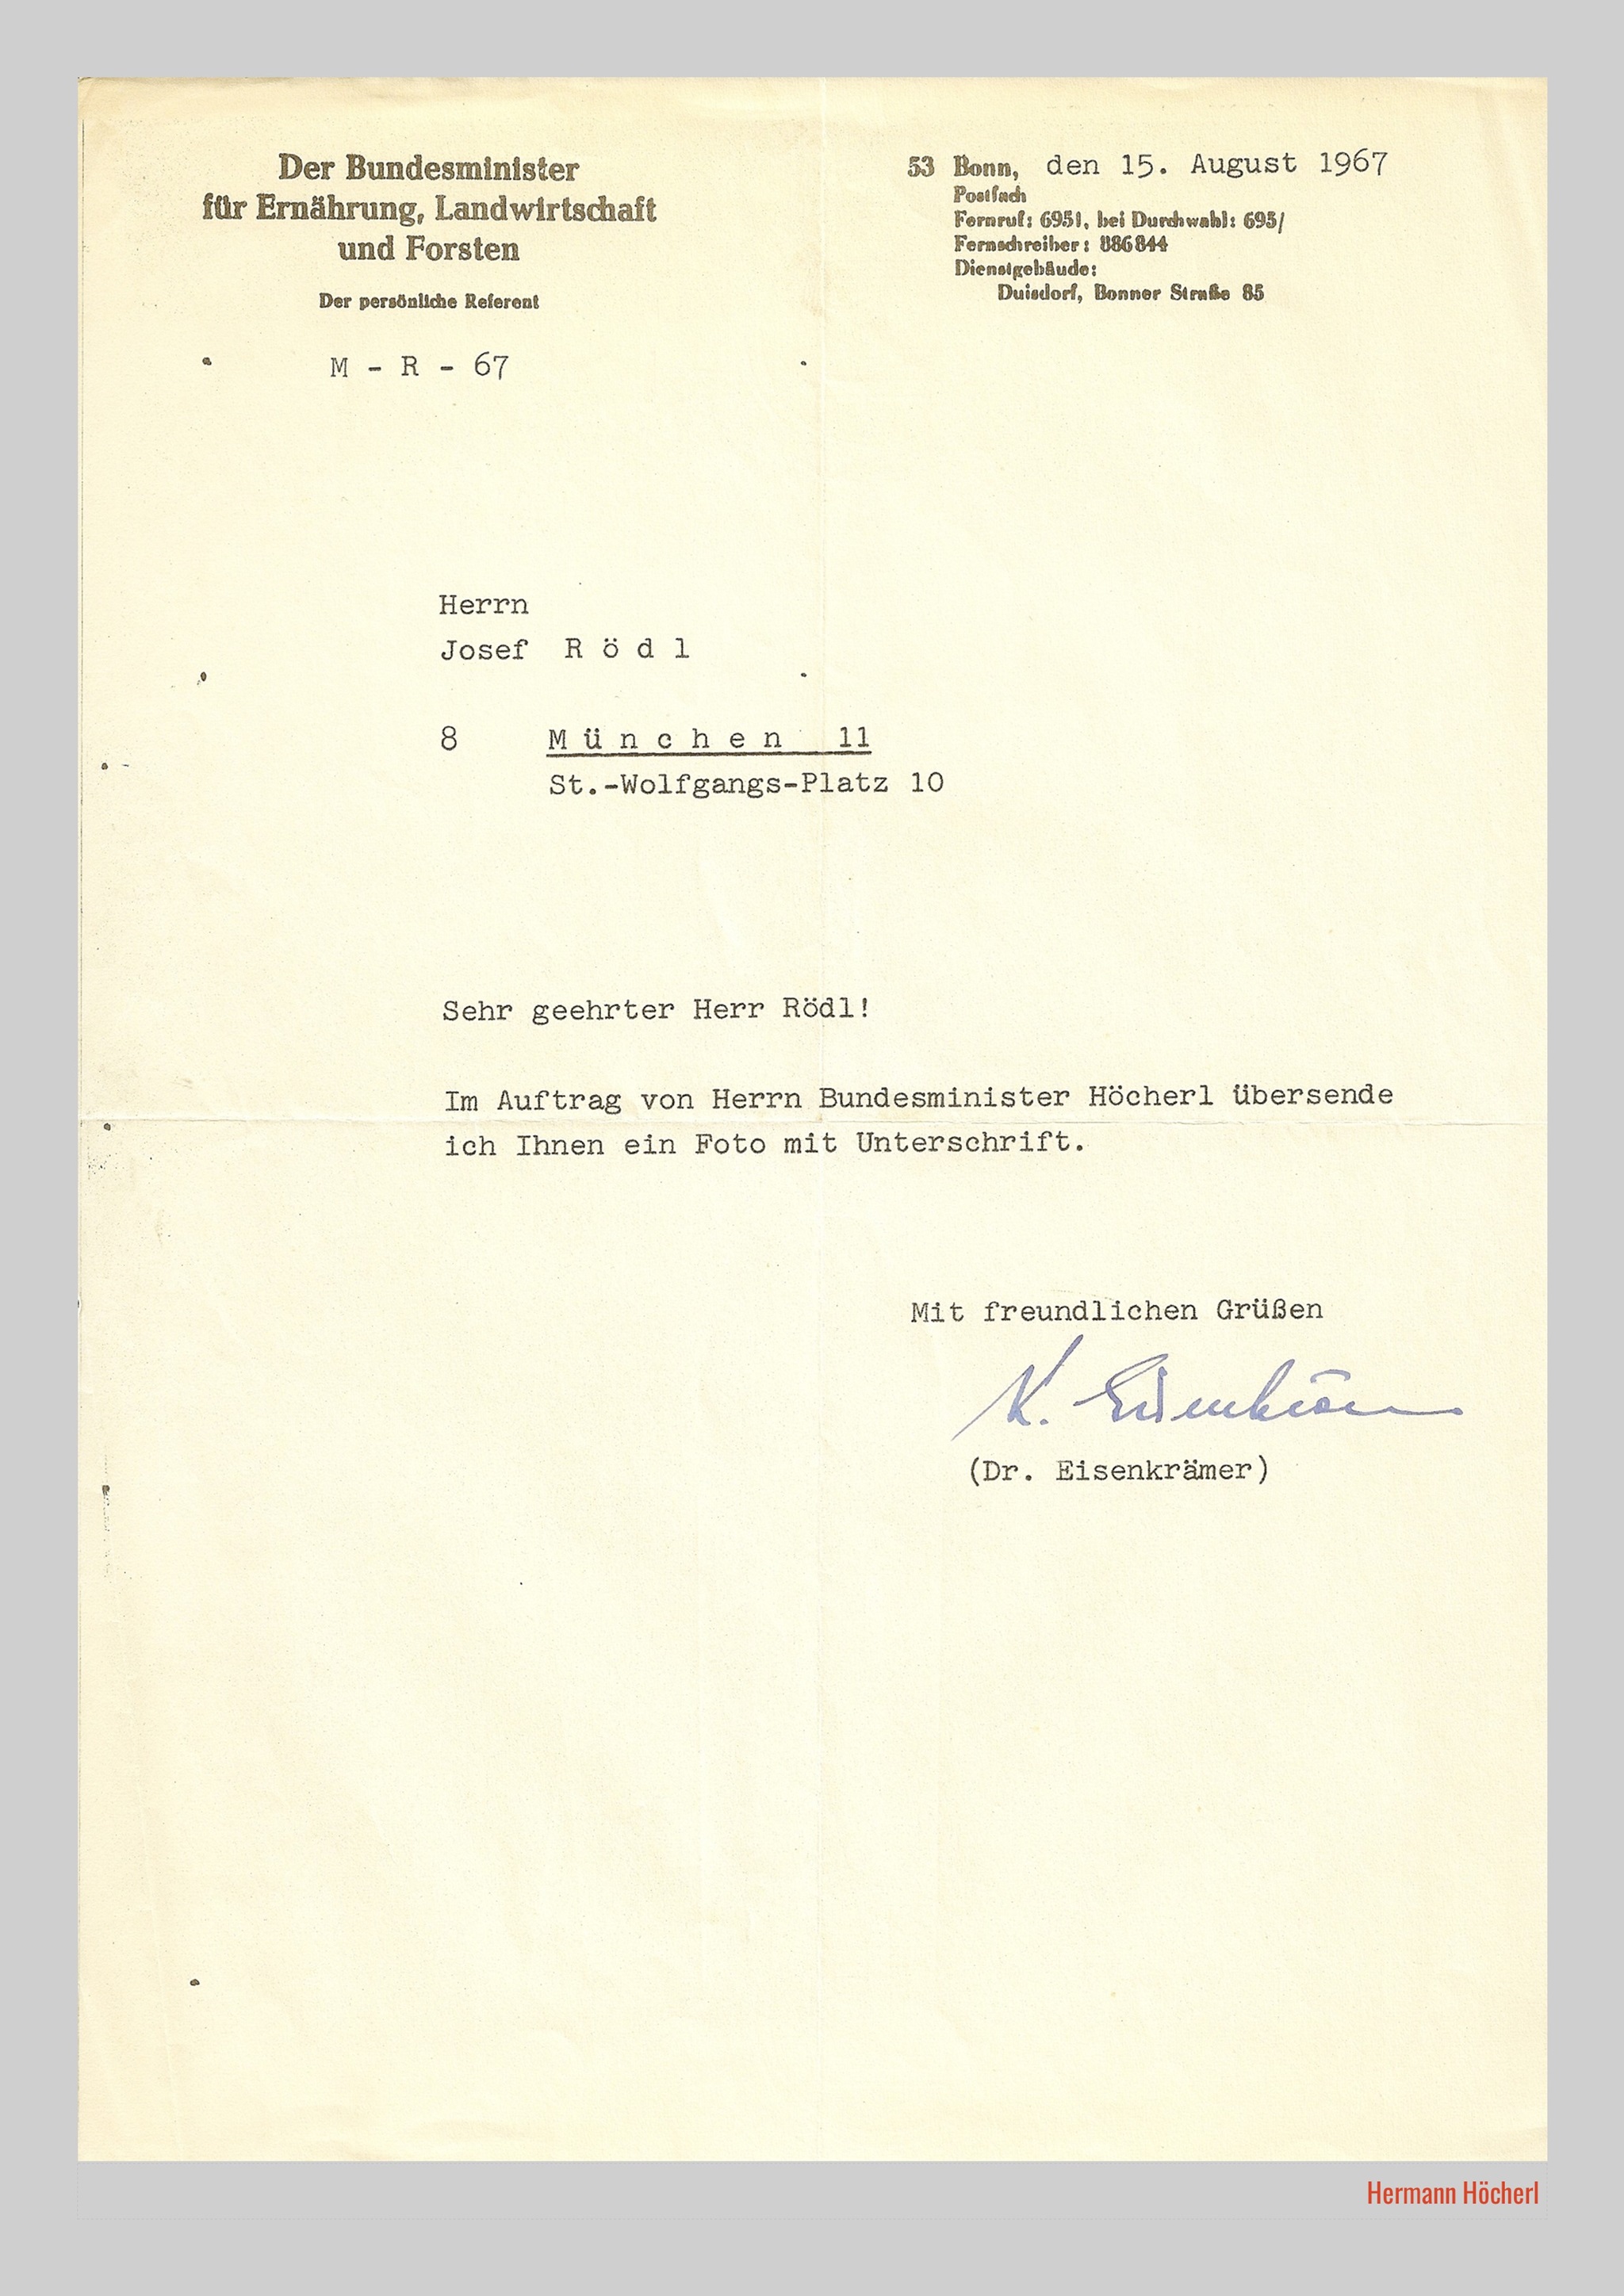 Der Bundesminister
für Ernährung, Landwirtschaft
und Forsten
Der persönliche Referent
M - R - 67
53 Bonn, den 15. August 1967
Postfach
Fernruf: 6951, bei Durchwahl: 695/
Fernschreiber: 886844
Dienstgebäude:
Duisdorf, Bonner Straße 85
Herrn
Josef R ö d l
8 M ü n c h e n 11
St.-Wolfgangs-Platz 10
Sehr geehrter Herr Rödl!
Im Auftrag von Herrn Bundesminister Höcherl übersende
ich Ihnen ein Foto mit Unterschrift.
Mit freundlichen Grüßen
K. Eisenkrämer
(Dr. Eisenkrämer)
Hermann Höcherl